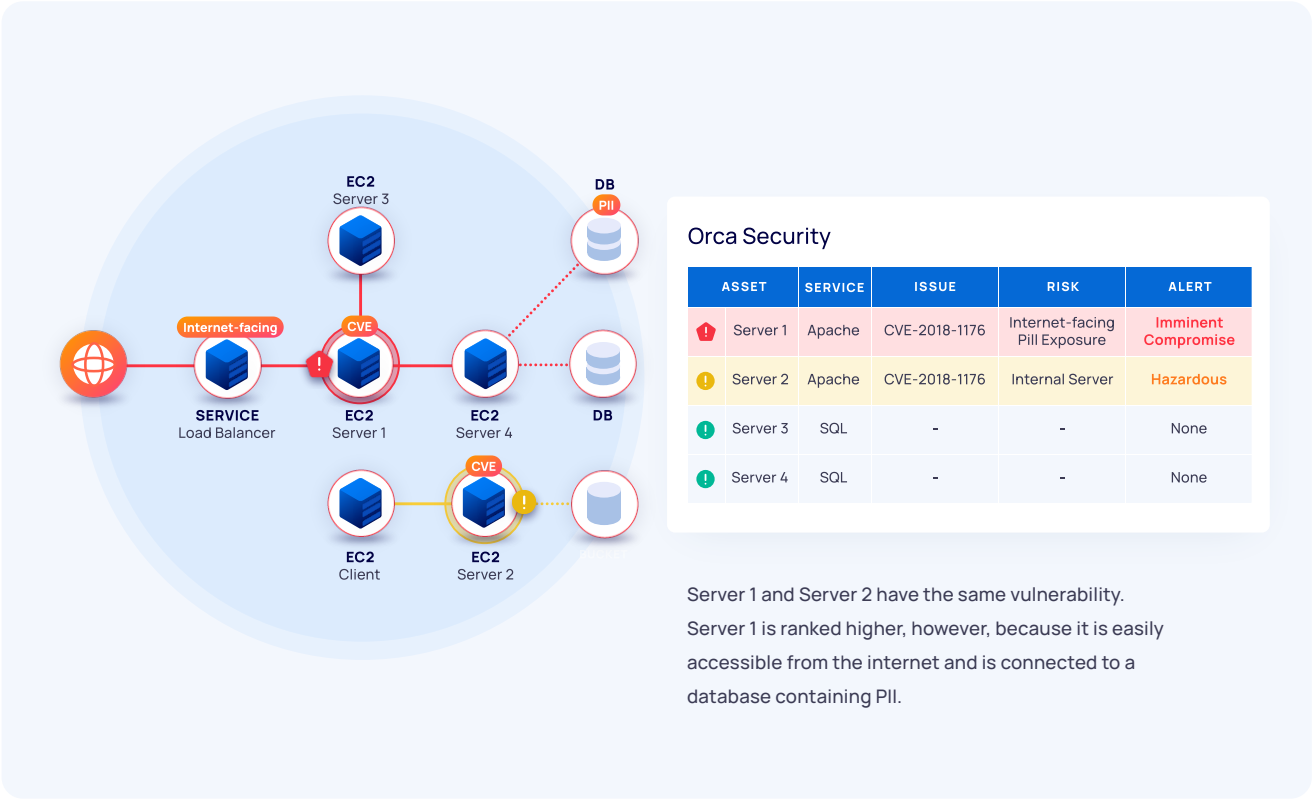 EC2
Server 3
DB
PII
Internet-facing
CVE
SERVICE
Load Balancer
EC2
Server 1
EC2
Server 4
DB
CVE
EC2
Client
EC2
Server 2
Orca Security
ASSET SERVICE ISSUE RISK ALERT
Server 1 Apache CVE-2018-1176 Internet-facing Pill Exposure Imminent Compromise
Server 2 Apache CVE-2018-1176 Internal Server Hazardous
Server 3 SQL - - None
Server 4 SQL - - None
Server 1 and Server 2 have the same vulnerability.
Server 1 is ranked higher, however, because it is easily
accessible from the internet and is connected to a
database containing PII.